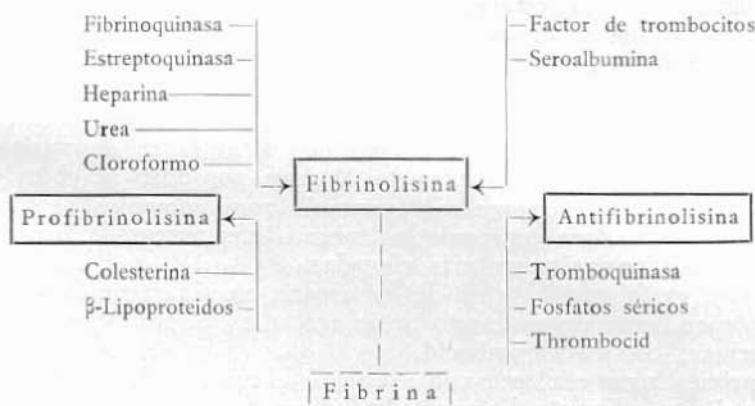 Fibrinoquinasa
Estreptoquinasa
Heparina
Urea
Cloroformo
Factor de trombocitos
Seroalbumina
Fibrinolisina
Profibrinolisina
Antifibrinolisina
Colesterina
β-Lipoproteidos
Tromboquinasa
Fosfatos séricos
Thrombocid
Fibrina